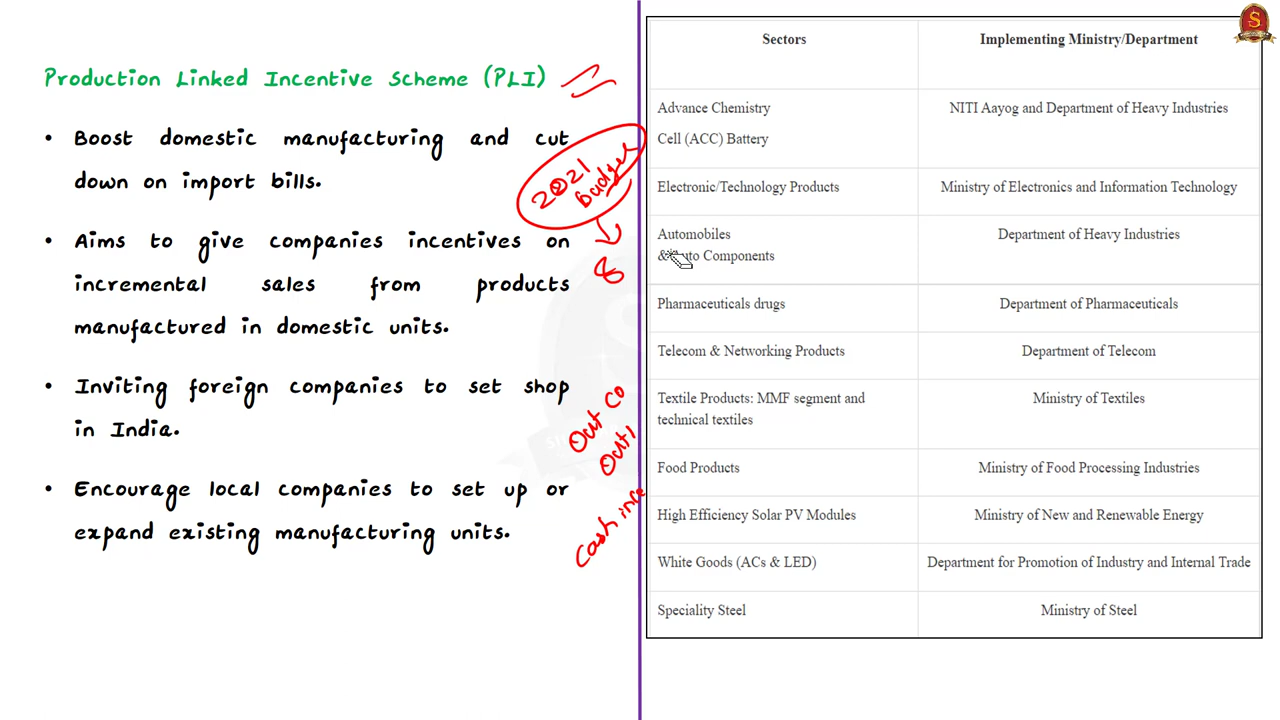 Production Linked Incentive Scheme (PLI)
• Boost domestic manufacturing and cut
down on import bills.
• Aims to give companies incentives on
incremental sales from products
manufactured in domestic units.
• Inviting foreign companies to set shop
in India.
• Encourage local companies to set up or
expand existing manufacturing units.
2021
Budget
8
Out Co
Cash ince
Sectors Implementing Ministry/Department
Advance Chemistry NITI Aayog and Department of Heavy Industries
Cell (ACC) Battery
Electronic/Technology Products Ministry of Electronics and Information Technology
Automobiles Department of Heavy Industries
& Auto Components
Pharmaceuticals drugs Department of Pharmaceuticals
Telecom & Networking Products Department of Telecom
Textile Products: MMF segment and Ministry of Textiles
technical textiles
Food Products Ministry of Food Processing Industries
High Efficiency Solar PV Modules Ministry of New and Renewable Energy
White Goods (ACs & LED) Department for Promotion of Industry and Internal Trade
Speciality Steel Ministry of Steel